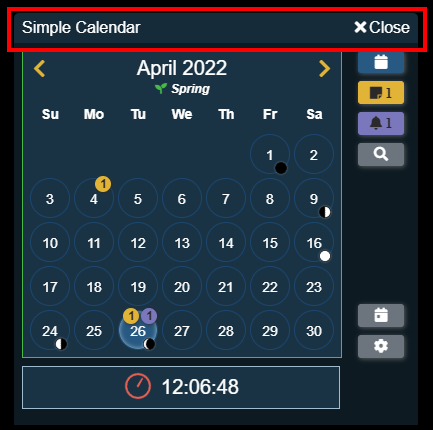 Simple Calendar Close
April 2022
Spring
Su Mo Tu We Th Fr Sa
1 2
1
3 4 5 6 7 8 9
10 11 12 13 14 15 16
17 18 19 20 21 22 23
1 1
24 25 26 27 28 29 30
12:06:48
1
1